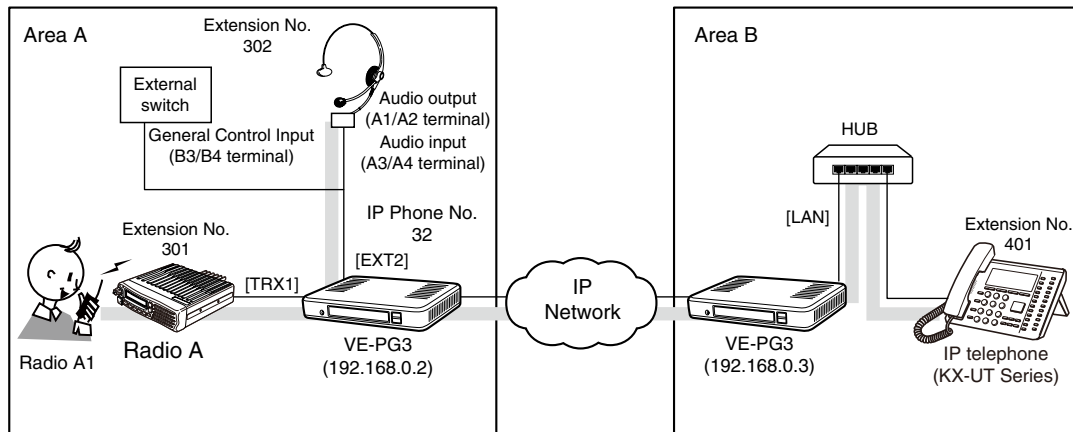 Area A
Extension No.
302
External
switch
General Control Input
(B3/B4 terminal)
Audio output
(A1/A2 terminal)
Audio input
(A3/A4 terminal)
IP Phone No.
32
Extension No.
301
[TRX1]
[EXT2]
Radio A1
Radio A
VE-PG3
(192.168.0.2)
IP
Network
Area B
HUB
[LAN]
Extension No.
401
VE-PG3
(192.168.0.3)
IP telephone
(KX-UT Series)